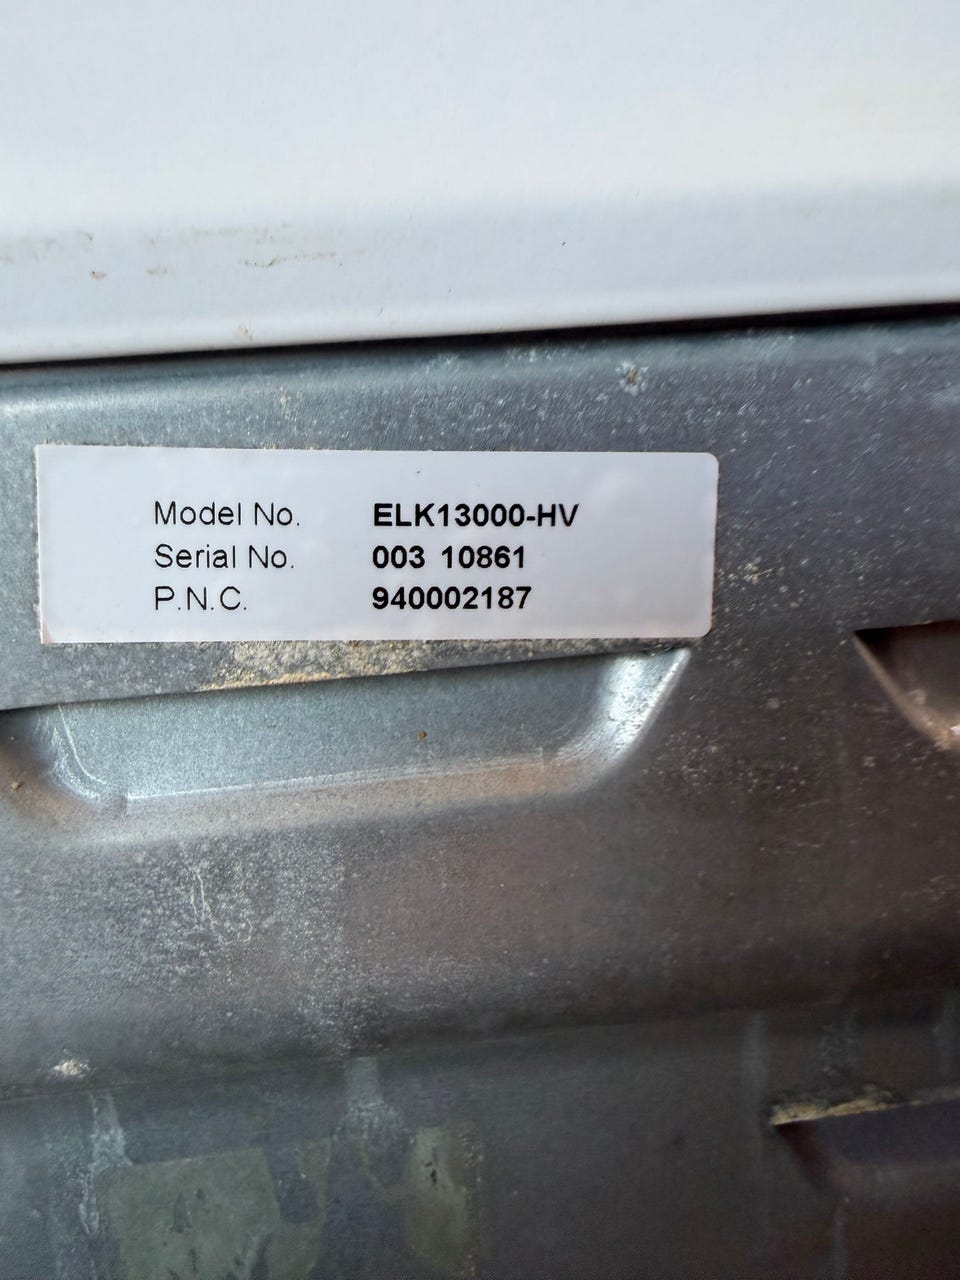 Model No. ELK13000-HV
Serial No. 003 10861
P.N.C. 940002187